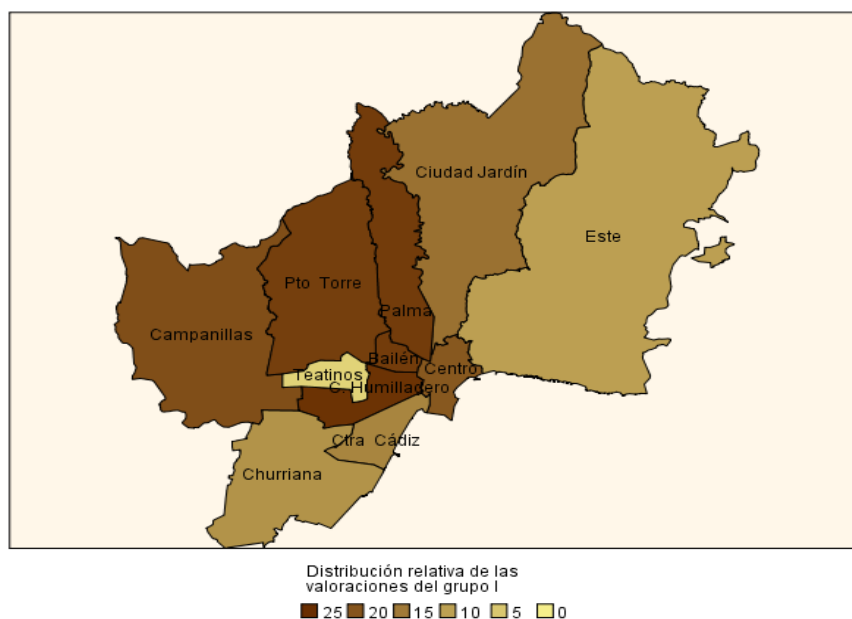 Ciudad Jardín
Este
Pto Torre
Palma
Campanillas
Bailén
Centro
Teatinos
C. Humilladero
Ctra Cádiz
Churriana
Distribución relativa de las
valoraciones del grupo I
25 20 15 10 5 0